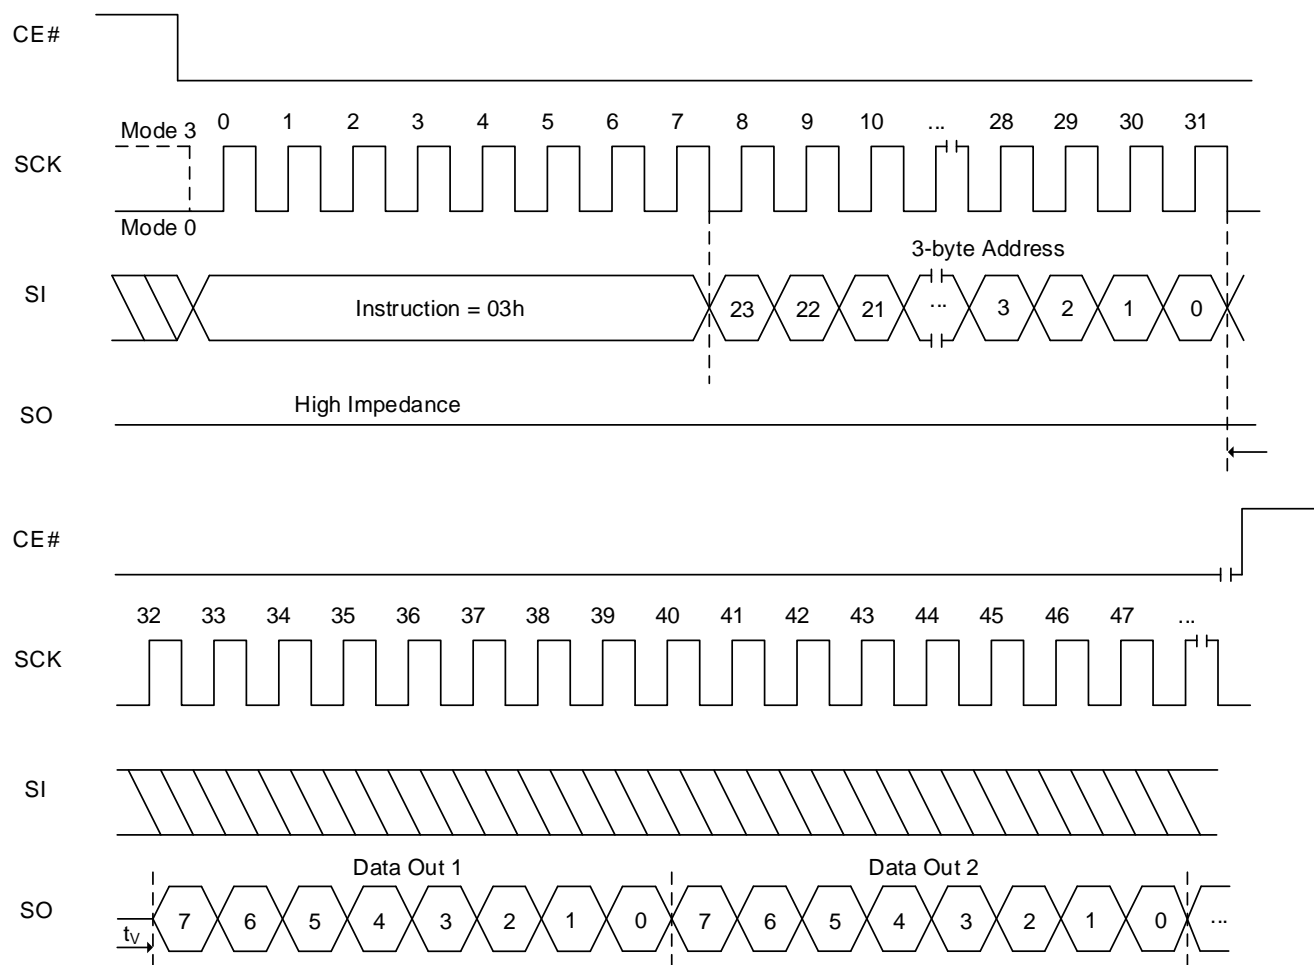 CE#
Mode 3 0 1 2 3 4 5 6 7 8 9 10 ... 28 29 30 31
SCK
Mode 0
3-byte Address
SI Instruction = 03h 23 22 21 ... 3 2 1 0
High Impedance
SO
CE#
32 33 34 35 36 37 38 39 40 41 42 43 44 45 46 47 ...
SCK
SI
Data Out 1 Data Out 2
SO 7 6 5 4 3 2 1 0 7 6 5 4 3 2 1 0 ...
tV